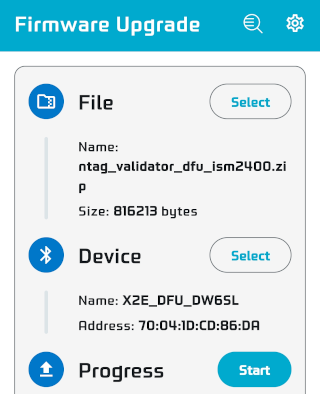 Firmware Upgrade
File
Select
Name:
ntag_validator_dfu_ism2400.zi
p
Size: 816213 bytes
Device
Select
Name: X2E_DFU_DW6SL
Address: 70:04:1D:CD:86:DA
Progress
Start